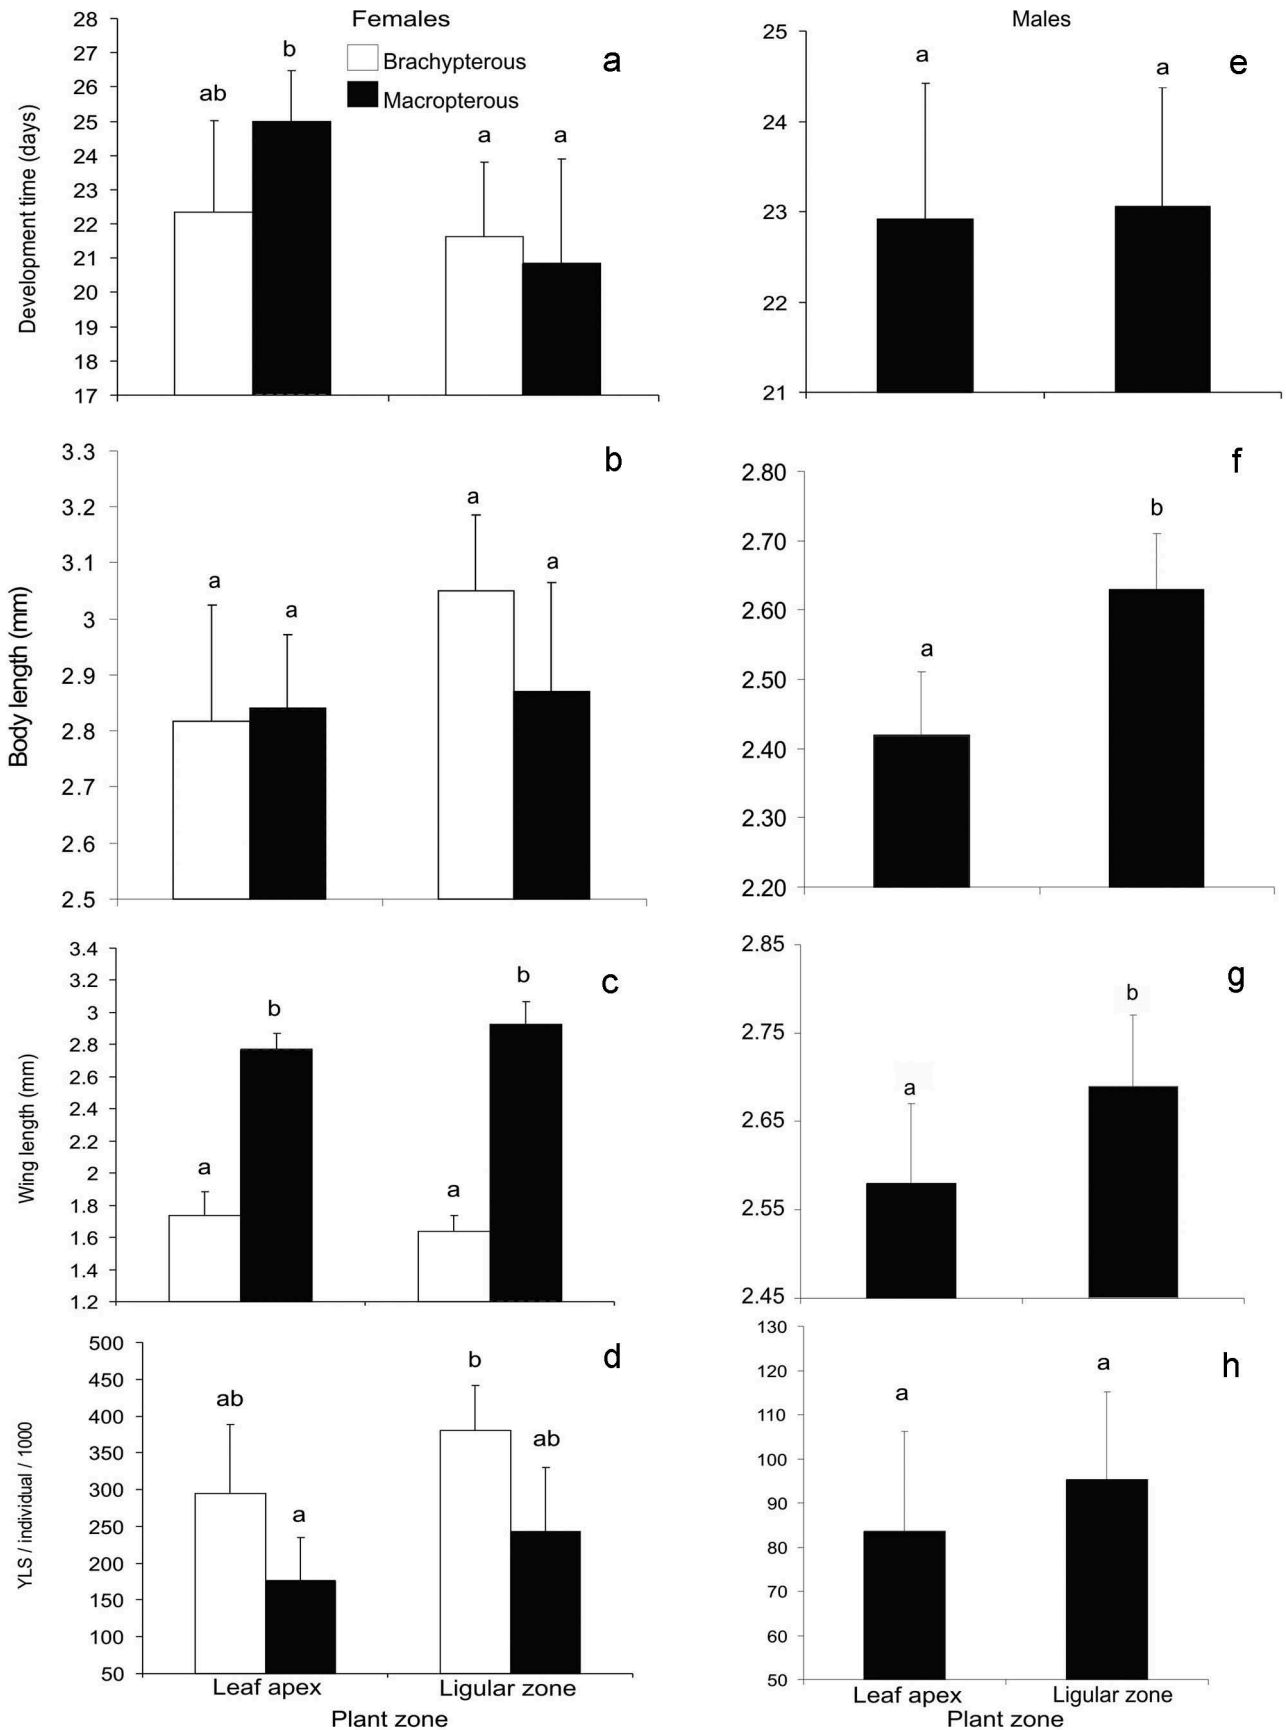 Females
Brachypterous
Macropterous
a
Development time (days)
28
27
26
25
24
23
22
21
20
19
18
17
ab
b
a
a
Males
e
25
24
23
22
21
a
a
b
Body length (mm)
3.3
3.2
3.1
3
2.9
2.8
2.7
2.6
2.5
a
a
a
a
f
2.80
2.70
2.60
2.50
2.40
2.30
2.20
a
b
c
Wing length (mm)
3.4
3.2
3
2.8
2.6
2.4
2.2
2
1.8
1.6
1.4
1.2
a
b
a
b
g
2.85
2.75
2.65
2.55
2.45
a
b
d
YLS / individual / 1000
500
450
400
350
300
250
200
150
100
50
ab
a
b
ab
Leaf apex
Ligular zone
Plant zone
h
130
120
110
100
90
80
70
60
50
a
a
Leaf apex
Ligular zone
Plant zone